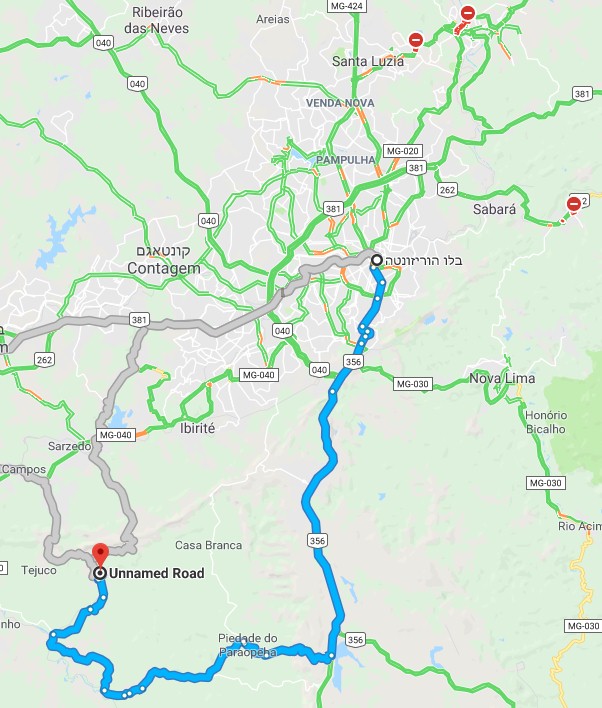 MG-424
Ribeirão
das Neves
Areias
040
Santa Luzia
040
381
VENDA NOVA
MG-020
PAMPULHA
381
262
2
Sabará
381
040
קונטאגם
Contagem
בלו הוריזונטה
381
040
262
356
040
MG-040
MG-030
Nova Lima
Honório
Bicalho
Ibirité
MG-040
Sarzedo
Campos
MG-030
Rio Acim
356
Casa Branca
Tejuco
Unnamed Road
0
nho
MG-030
Piedade do
Paraopeba
356